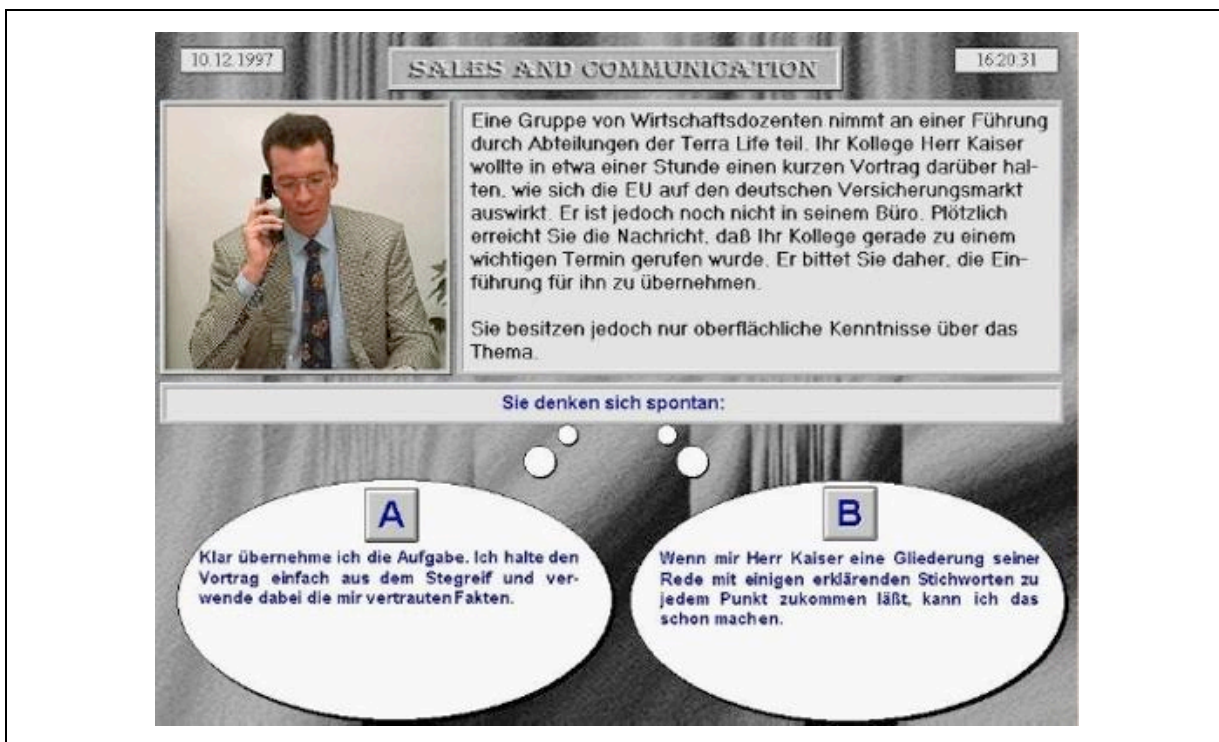 10.12.1997
SALES AND COMMUNICATION
16:20:31
Eine Gruppe von Wirtschaftsdozenten nimmt an einer Führung
durch Abteilungen der Terra Life teil. Ihr Kollege Herr Kaiser
wollte in etwa einer Stunde einen kurzen Vortrag darüber hal-
ten, wie sich die EU auf den deutschen Versicherungsmarkt
auswirkt. Er ist jedoch noch nicht in seinem Büro. Plötzlich
erreicht Sie die Nachricht, daß Ihr Kollege gerade zu einem
wichtigen Termin gerufen wurde. Er bittet Sie daher, die Ein-
führung für ihn zu übernehmen.
Sie besitzen jedoch nur oberflächliche Kenntnisse über das
Thema.
Sie denken sich spontan:
A
Klar übernehme ich die Aufgabe. Ich halte den
Vortrag einfach aus dem Stegreif und ver-
wende dabei die mir vertrauten Fakten.
B
Wenn mir Herr Kaiser eine Gliederung seiner
Rede mit einigen erklärenden Stichworten zu
jedem Punkt zukommen läßt, kann ich das
schon machen.